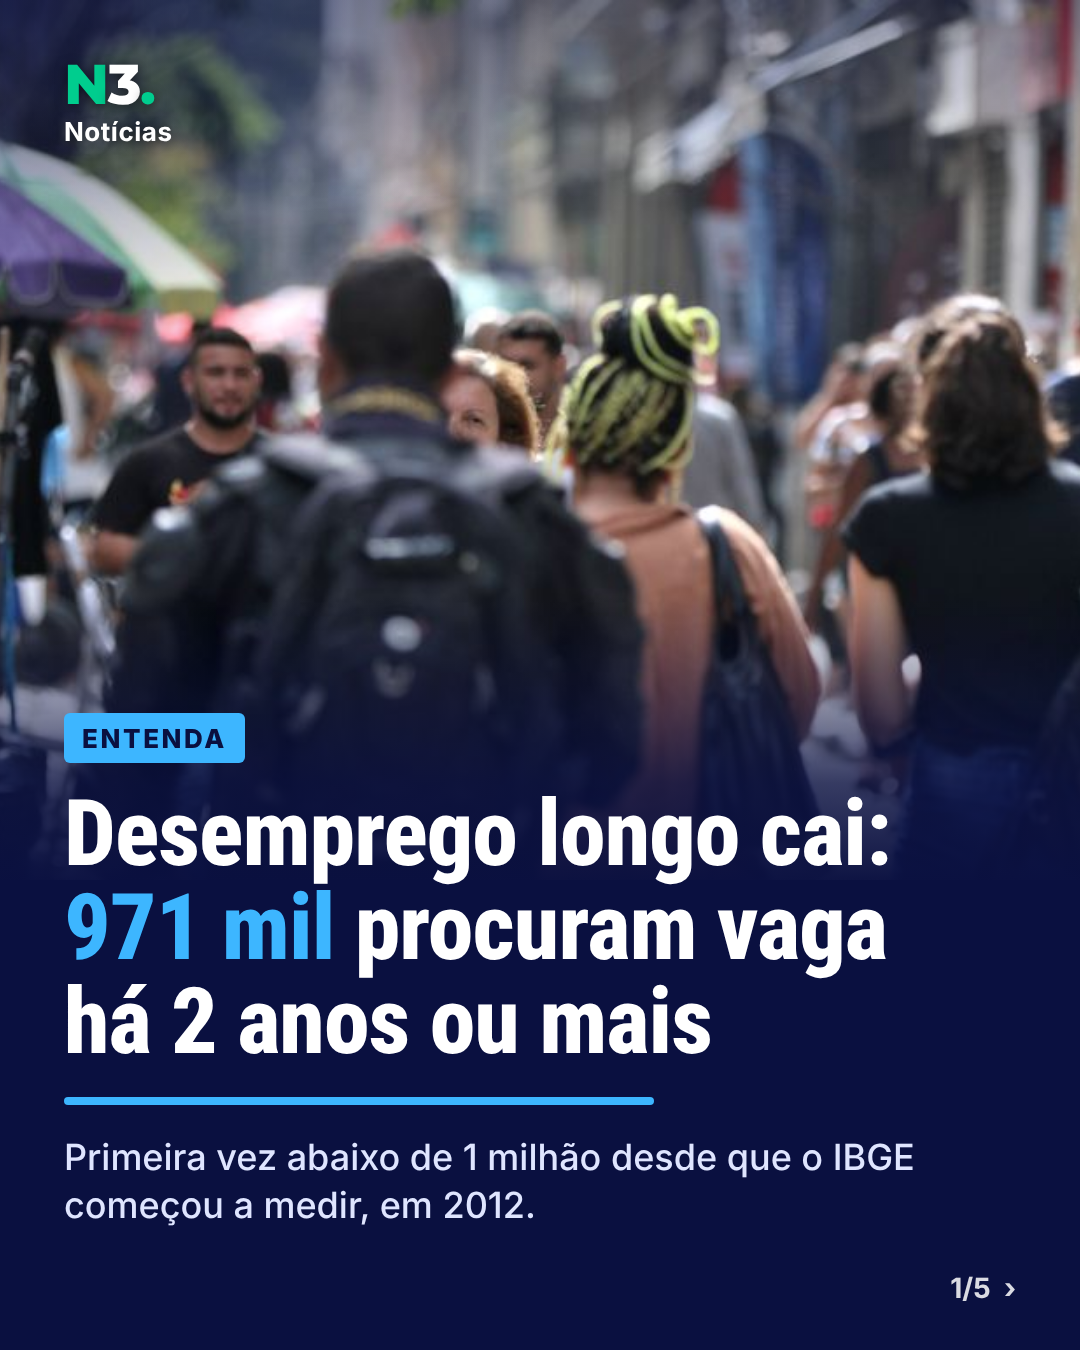 N3.
Notícias
ENTENDA
Desemprego longo cai:
971 mil procuram vaga
há 2 anos ou mais
Primeira vez abaixo de 1 milhão desde que o IBGE
começou a medir, em 2012.
1/5 ›